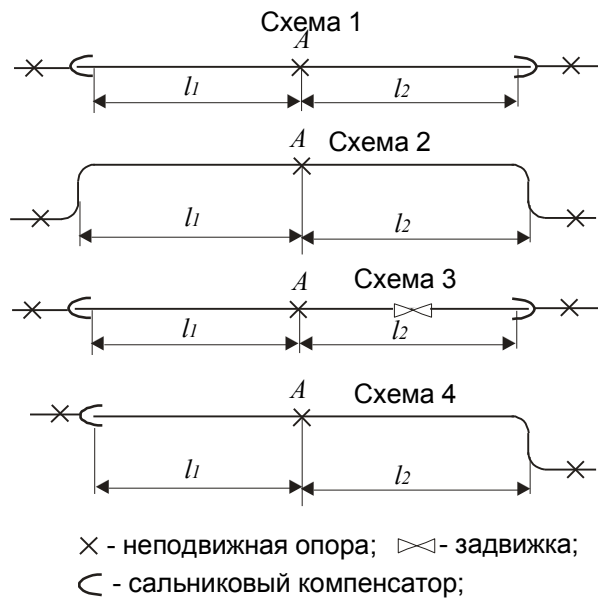 Схема 1
A
l1 l2
A
Схема 2
l1 l2
A
Схема 3
l1 l2
A
Схема 4
l1 l2
× - неподвижная опора; - задвижка;
- сальниковый компенсатор;